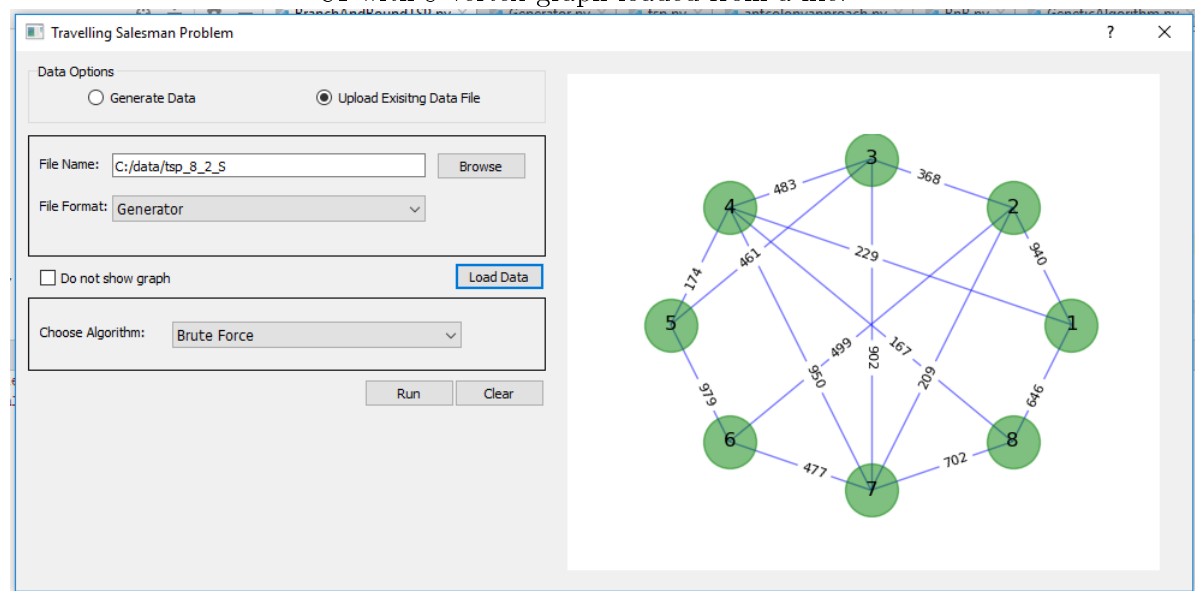 Travelling Salesman Problem ? ×
Data Options
Generate Data Upload Exisitng Data File
File Name: C:/data/tsp_8_2_S Browse
File Format: Generator
Do not show graph Load Data
Choose Algorithm: Brute Force
Run Clear
3
483 368
4 2
461 229 940
174
5 1
499 167 902
950 209
979 646
6 8
477 702
7